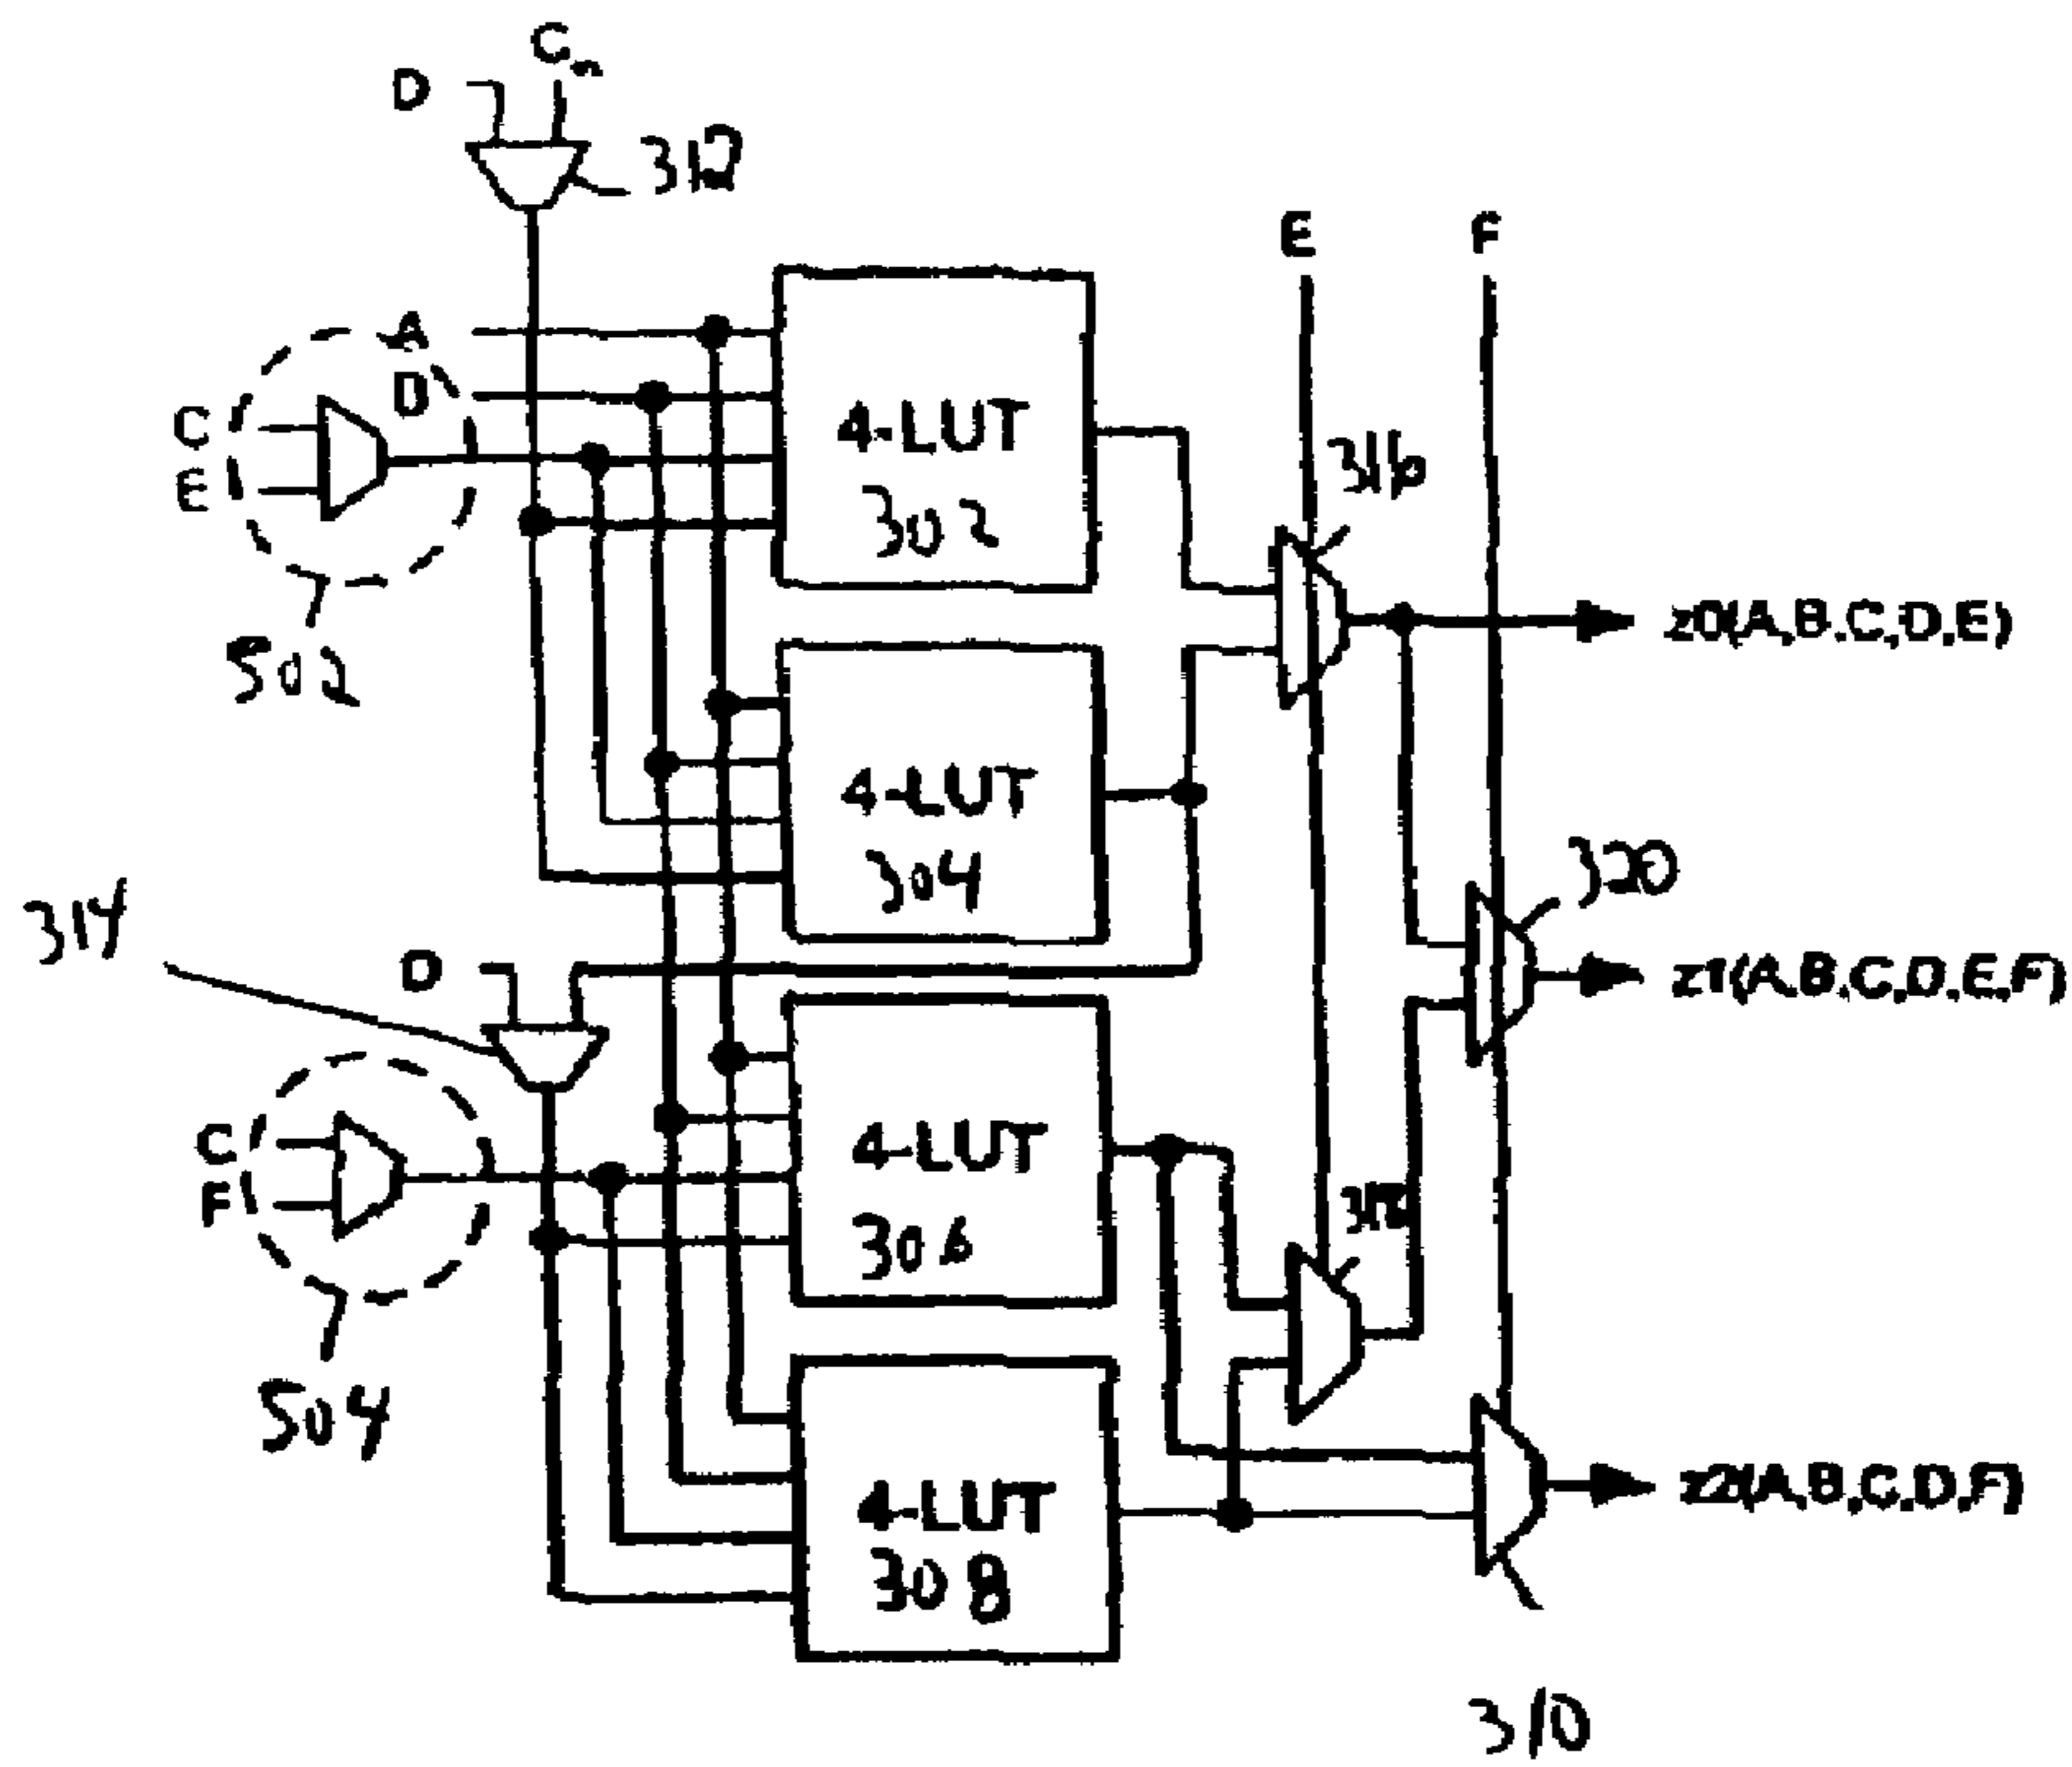 D
C
312
E
F
A
D
C
E
4-LUT
302
316
502
z0(A,B,C,D,E)
4-LUT
304
320
314
D
z1(A,B,C,D,E,F)
C
F
4-LUT
306
504
4-LUT
308
z2(A,B,C,D,F)
310